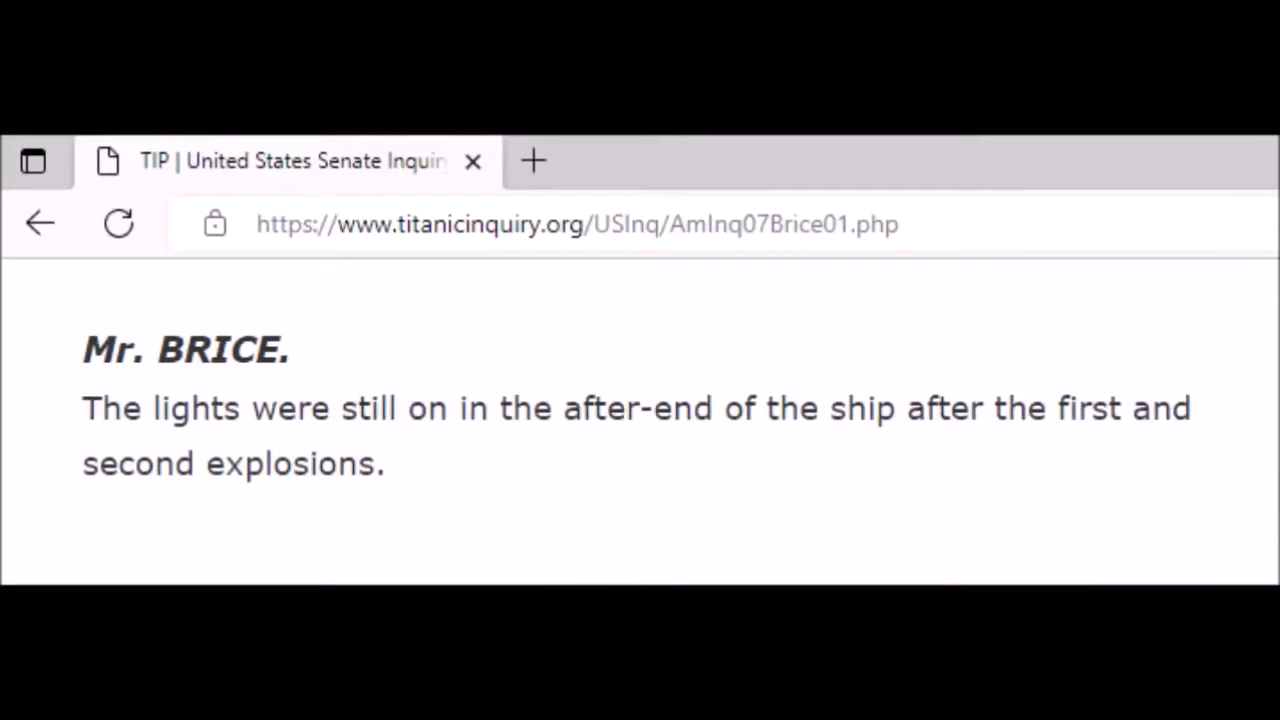 TIP | United States Senate Inquir
https://www.titanicinquiry.org/USInq/AmInq07Brice01.php
Mr. BRICE.
The lights were still on in the after-end of the ship after the first and
second explosions.